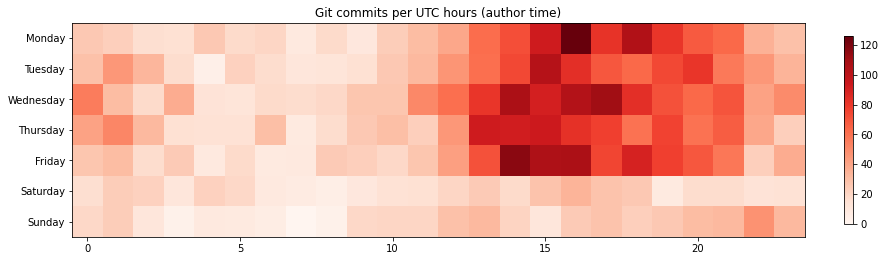 Git commits per UTC hours (author time)
Monday
Tuesday
Wednesday
Thursday
Friday
Saturday
Sunday
0 5 10 15 20
120
100
80
60
40
20
0